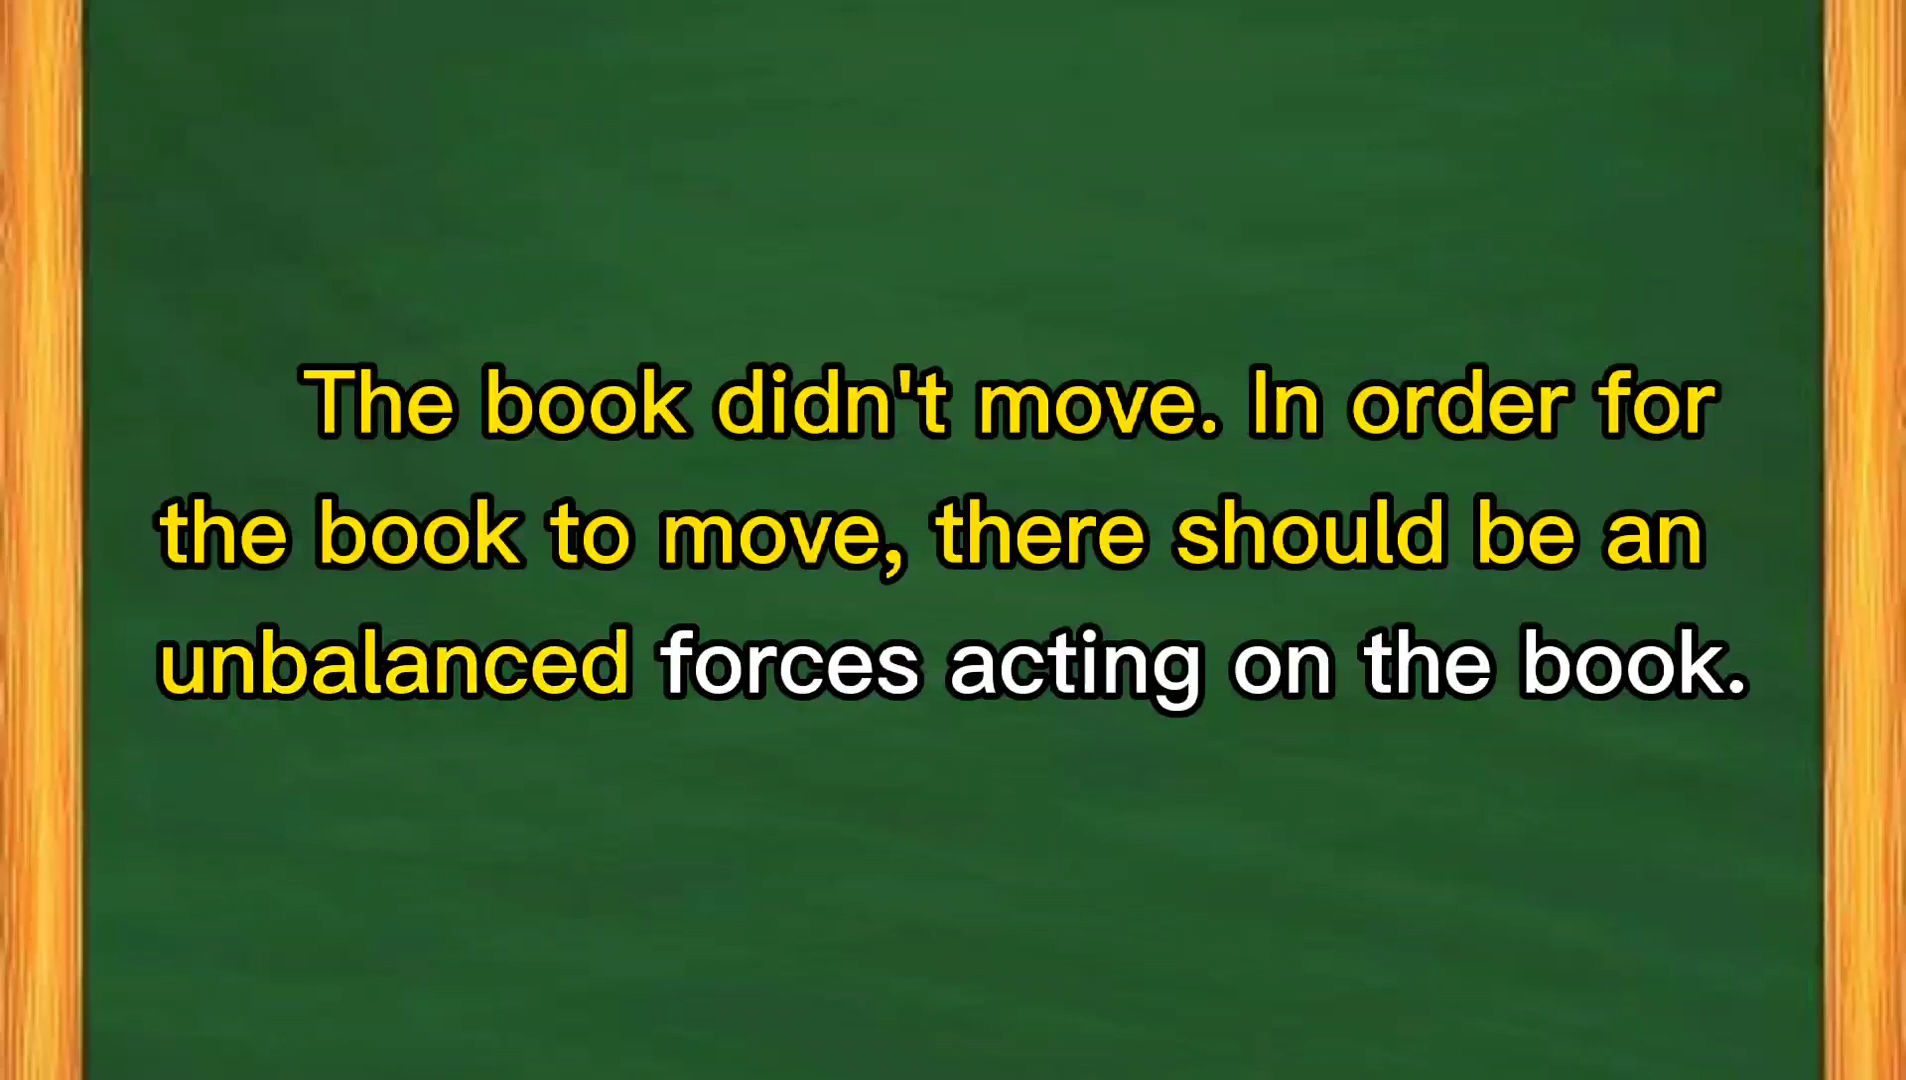 The book didn't move. In order for
the book to move, there should be an
unbalanced forces acting on the book.